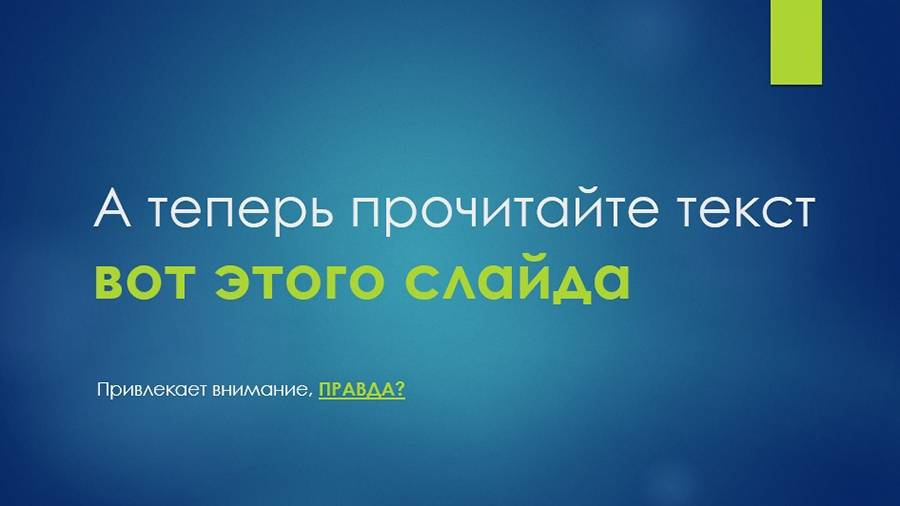 А теперь прочитайте текст
вот этого слайда
Привлекает внимание, ПРАВДА?